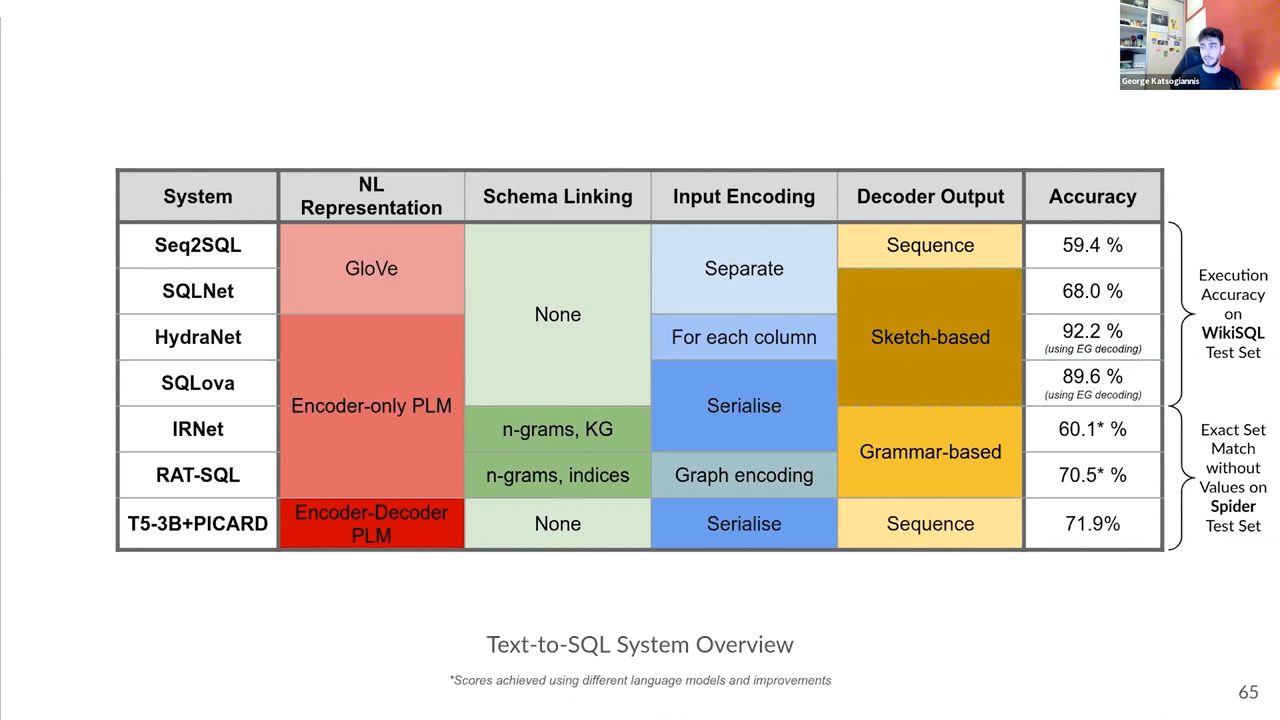 George Katsogiannis
System
NL
Representation
Schema Linking
Input Encoding
Decoder Output
Accuracy
Seq2SQL
GloVe
None
Separate
Sequence
59.4 %
SQLNet
Sketch-based
68.0 %
HydraNet
Encoder-only PLM
For each column
92.2 %
(using EG decoding)
SQLova
Serialise
89.6 %
(using EG decoding)
IRNet
n-grams, KG
Grammar-based
60.1* %
RAT-SQL
n-grams, indices
Graph encoding
70.5* %
T5-3B+PICARD
Encoder-Decoder
PLM
None
Serialise
Sequence
71.9%
Execution
Accuracy
on
WikiSQL
Test Set
Exact Set
Match
without
Values on
Spider
Test Set
Text-to-SQL System Overview
*Scores achieved using different language models and improvements
65